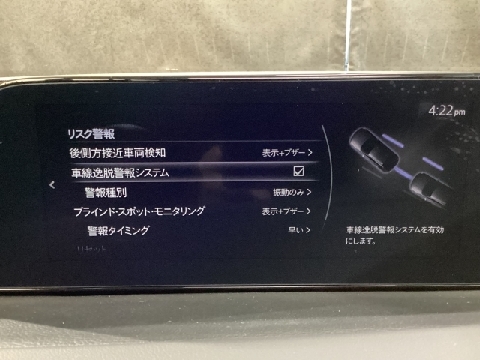 4:22 pm
リスク警報
後側方接近車両検知 表示+ブザー
車線逸脱警報システム
警報種別 振動のみ
ブラインド・スポット・モニタリング 表示+ブザー
警報タイミング 早い
車線逸脱警報システムを有効
にします。